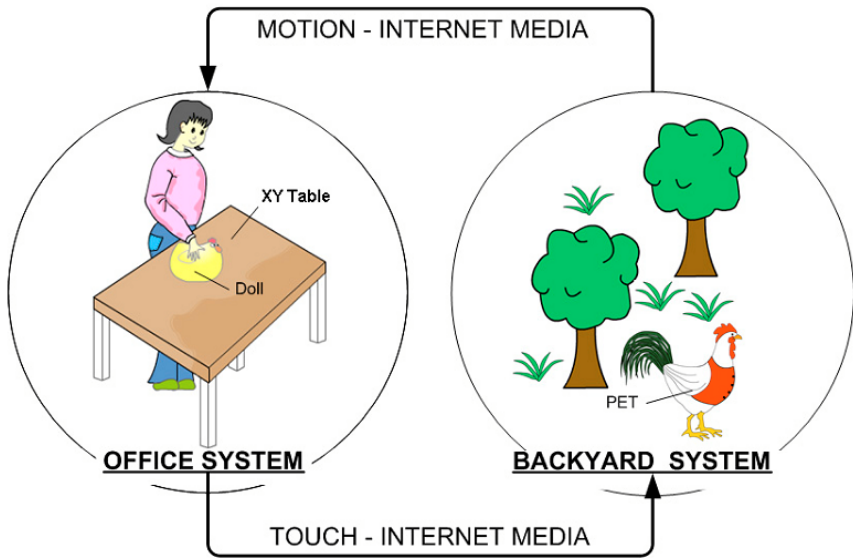 MOTION - INTERNET MEDIA
XY Table
Doll
PET
OFFICE SYSTEM
BACKYARD SYSTEM
TOUCH - INTERNET MEDIA